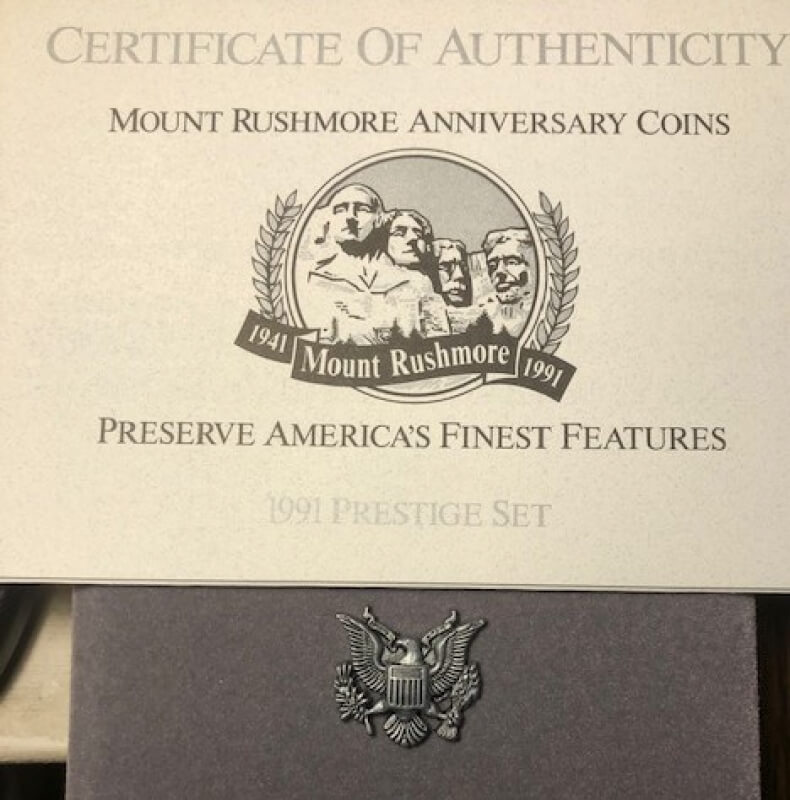 CERTIFICATE OF AUTHENTICITY
MOUNT RUSHMORE ANNIVERSARY COINS
1941 Mount Rushmore 1991
PRESERVE AMERICA'S FINEST FEATURES
1991 PRESTIGE SET